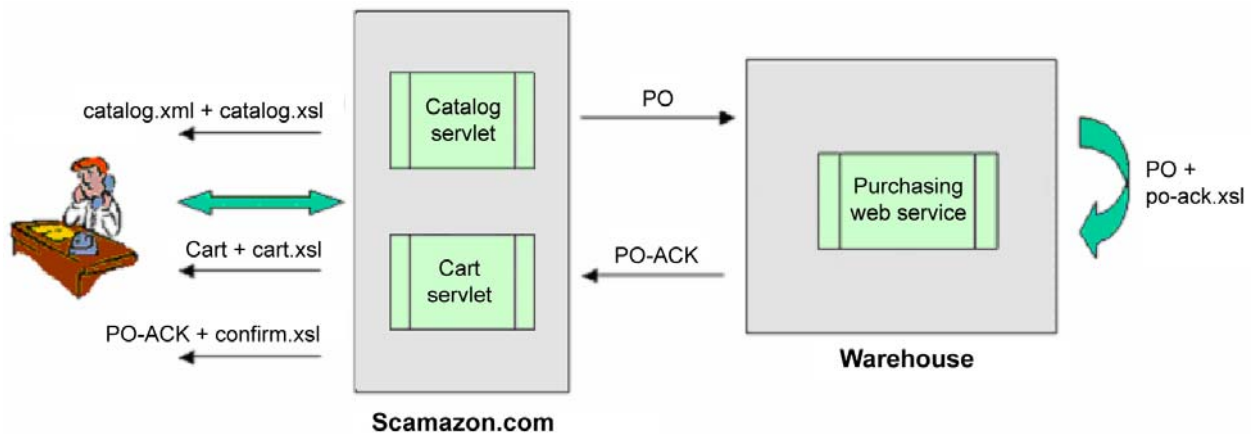 catalog.xml + catalog.xsl
Cart + cart.xsl
PO-ACK + confirm.xsl
Catalog
servlet
Cart
servlet
Scamazon.com
PO
PO-ACK
Purchasing
web service
Warehouse
PO +
po-ack.xsl